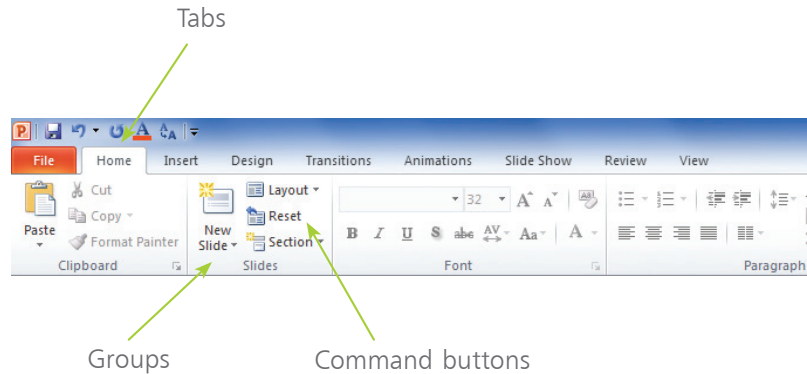 Tabs
P A A A
File Home Insert Design Transitions Animations Slide Show Review View
Cut Layout 32 A A
Copy Reset
Paste Format Painter New Slide Section B I U S abc AV Aa A
Clipboard Slides Font Paragraph
Groups Command buttons